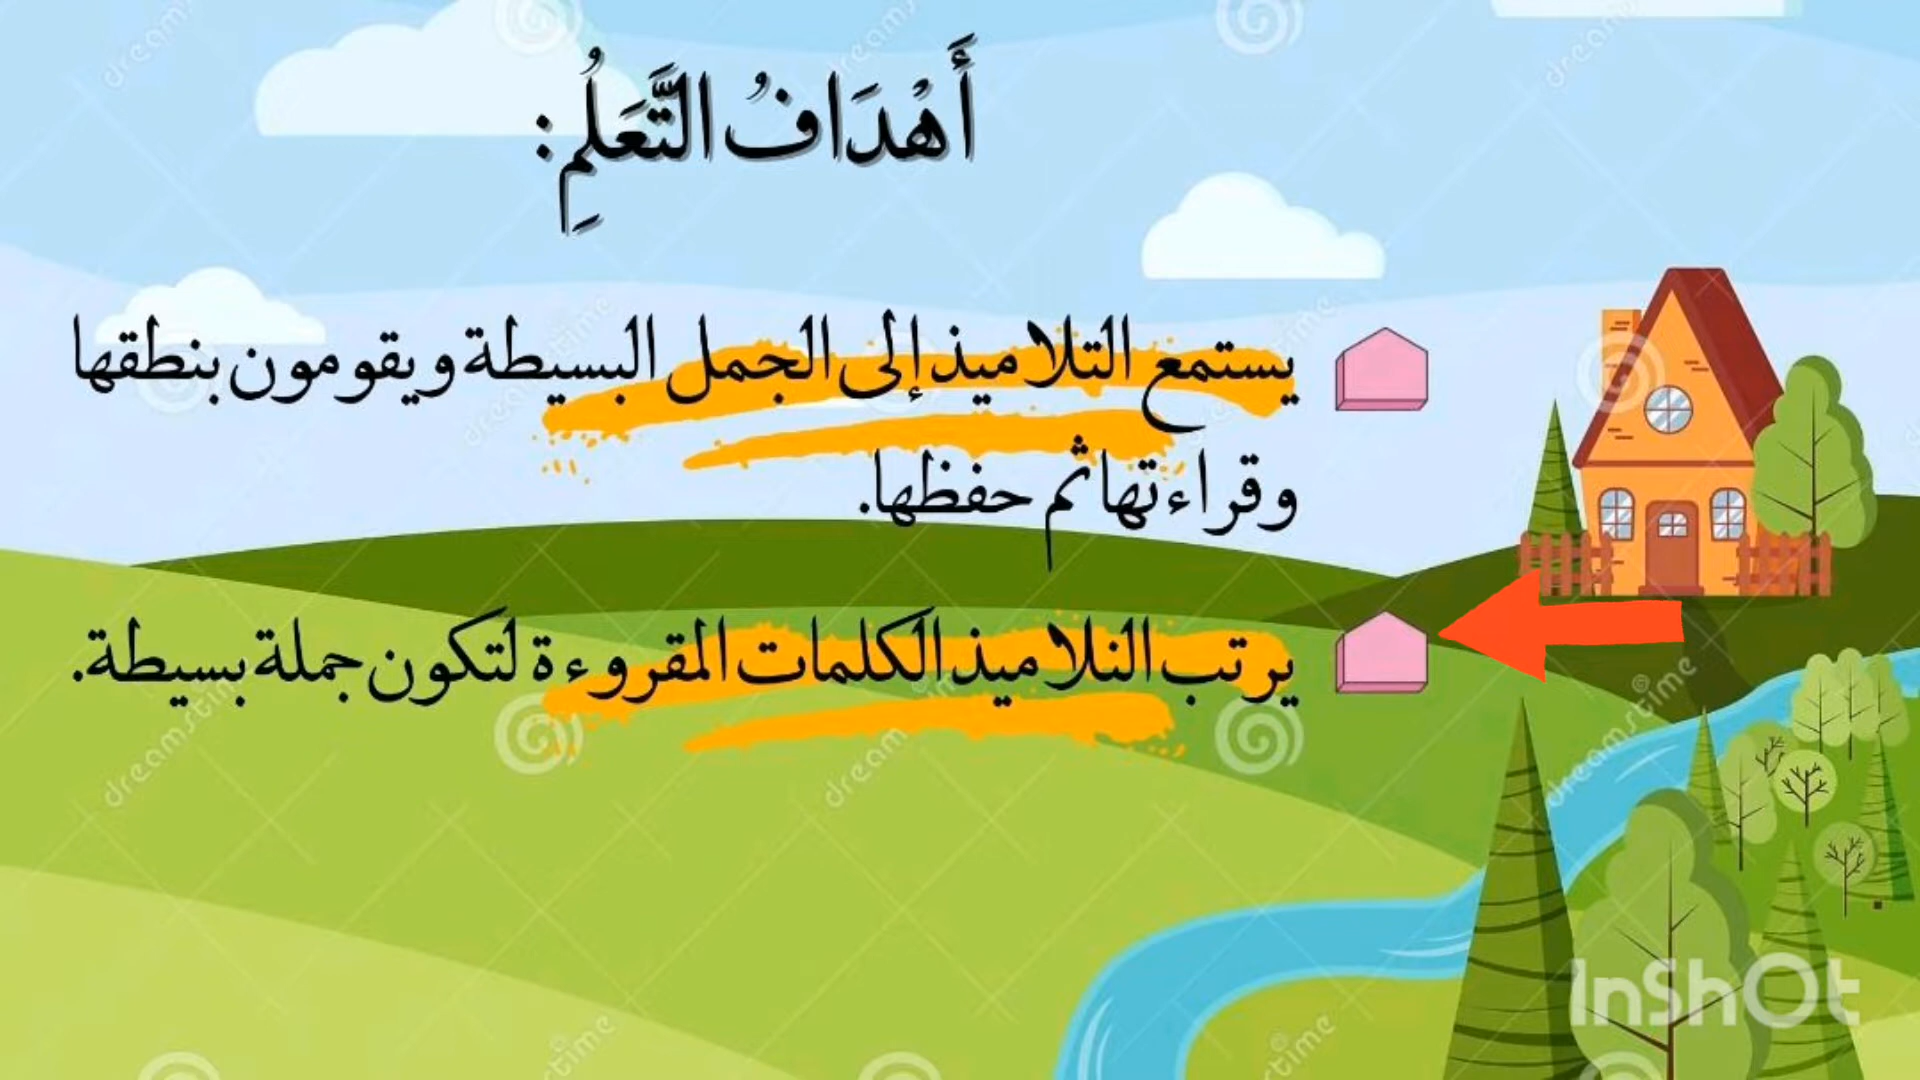 أَهْدَافُ التَّعَلُمِ:
يستمع التلاميذ إلى الجمل البسيطة ويقومون بنطقها
وقراءتها ثم حفظها.
يرتب التلاميذ الكلمات المقروءة لتكون جملة بسيطة.
dreamstime
InShOt